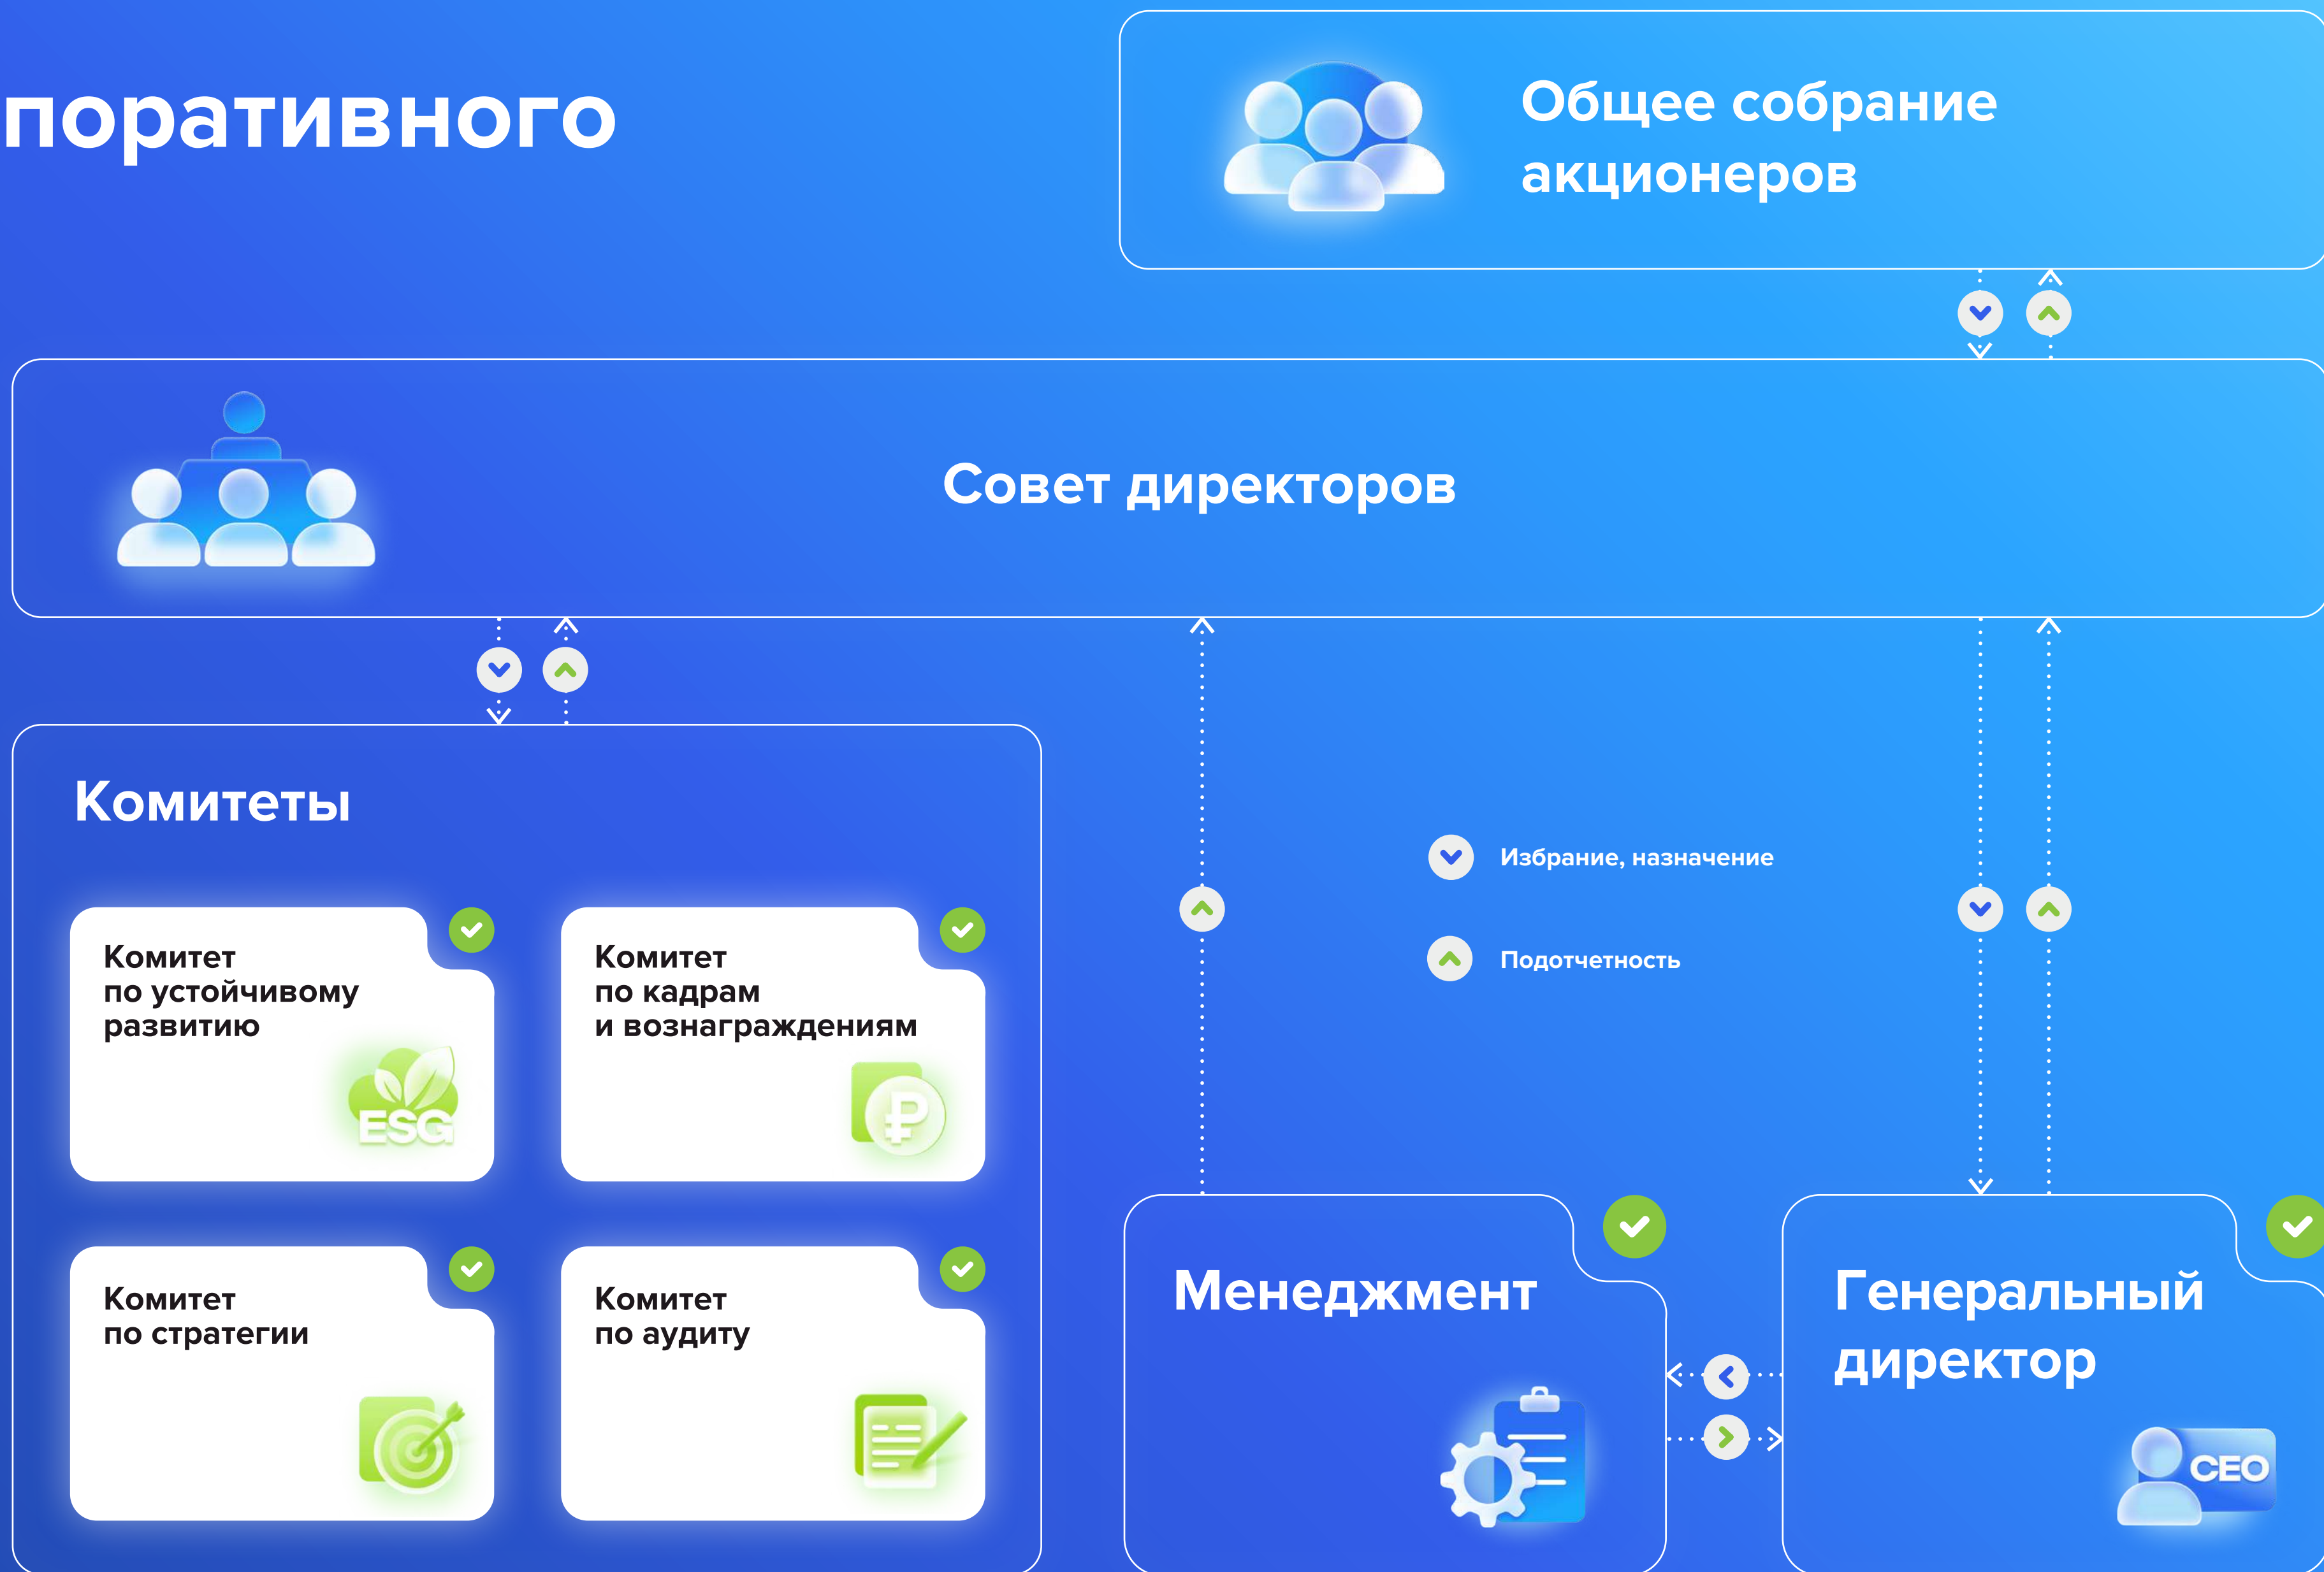 поративного
Общее собрание
акционеров
Совет директоров
Комитеты
Комитет
по устойчивому
развитию
ESG
Комитет
по кадрам
и вознаграждениям
₽
Комитет
по стратегии
Комитет
по аудиту
Избрание, назначение
Подотчетность
Менеджмент
Генеральный
директор
CEO